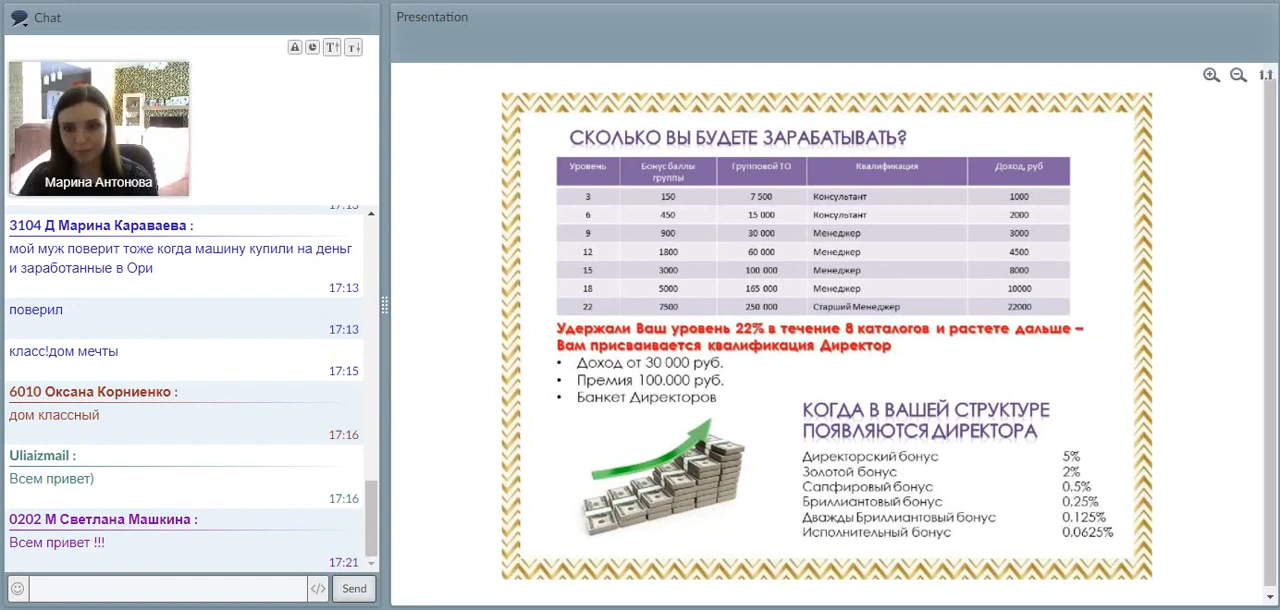 Chat
Марина Антонова
17:13
3104 Д Марина Караваева :
мой муж поверит тоже когда машину купили на деньг
и заработанные в Ори
17:13
поверил
17:13
класс!дом мечты
17:15
6010 Оксана Корниенко :
дом классный
17:16
Uliaizmail :
Всем привет)
17:16
0202 М Светлана Машкина :
Всем привет !!!
17:21
Send
Presentation
1:1
СКОЛЬКО ВЫ БУДЕТЕ ЗАРАБАТЫВАТЬ?
Уровень Бонус баллы группы Групповой ТО Квалификация Доход, руб
3 150 7 500 Консультант 1000
6 450 15 000 Консультант 2000
9 900 30 000 Менеджер 3000
12 1800 60 000 Менеджер 4500
15 3000 100 000 Менеджер 8000
18 5000 165 000 Менеджер 10000
22 7500 250 000 Старший Менеджер 22000
Удержали Ваш уровень 22% в течение 8 каталогов и растете дальше –
Вам присваивается квалификация Директор
• Доход от 30 000 руб.
• Премия 100.000 руб.
• Банкет Директоров
КОГДА В ВАШЕЙ СТРУКТУРЕ
ПОЯВЛЯЮТСЯ ДИРЕКТОРА
Директорский бонус 5%
Золотой бонус 2%
Сапфировый бонус 0.5%
Бриллиантовый бонус 0.25%
Дважды Бриллиантовый бонус 0.125%
Исполнительный бонус 0,0625%